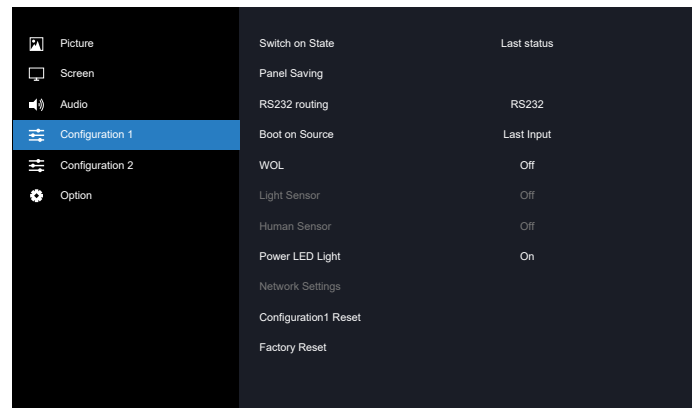 Picture
Screen
Audio
Configuration 1
Configuration 2
Option
Switch on State Last status
Panel Saving
RS232 routing RS232
Boot on Source Last Input
WOL Off
Light Sensor Off
Human Sensor Off
Power LED Light On
Network Settings
Configuration1 Reset
Factory Reset